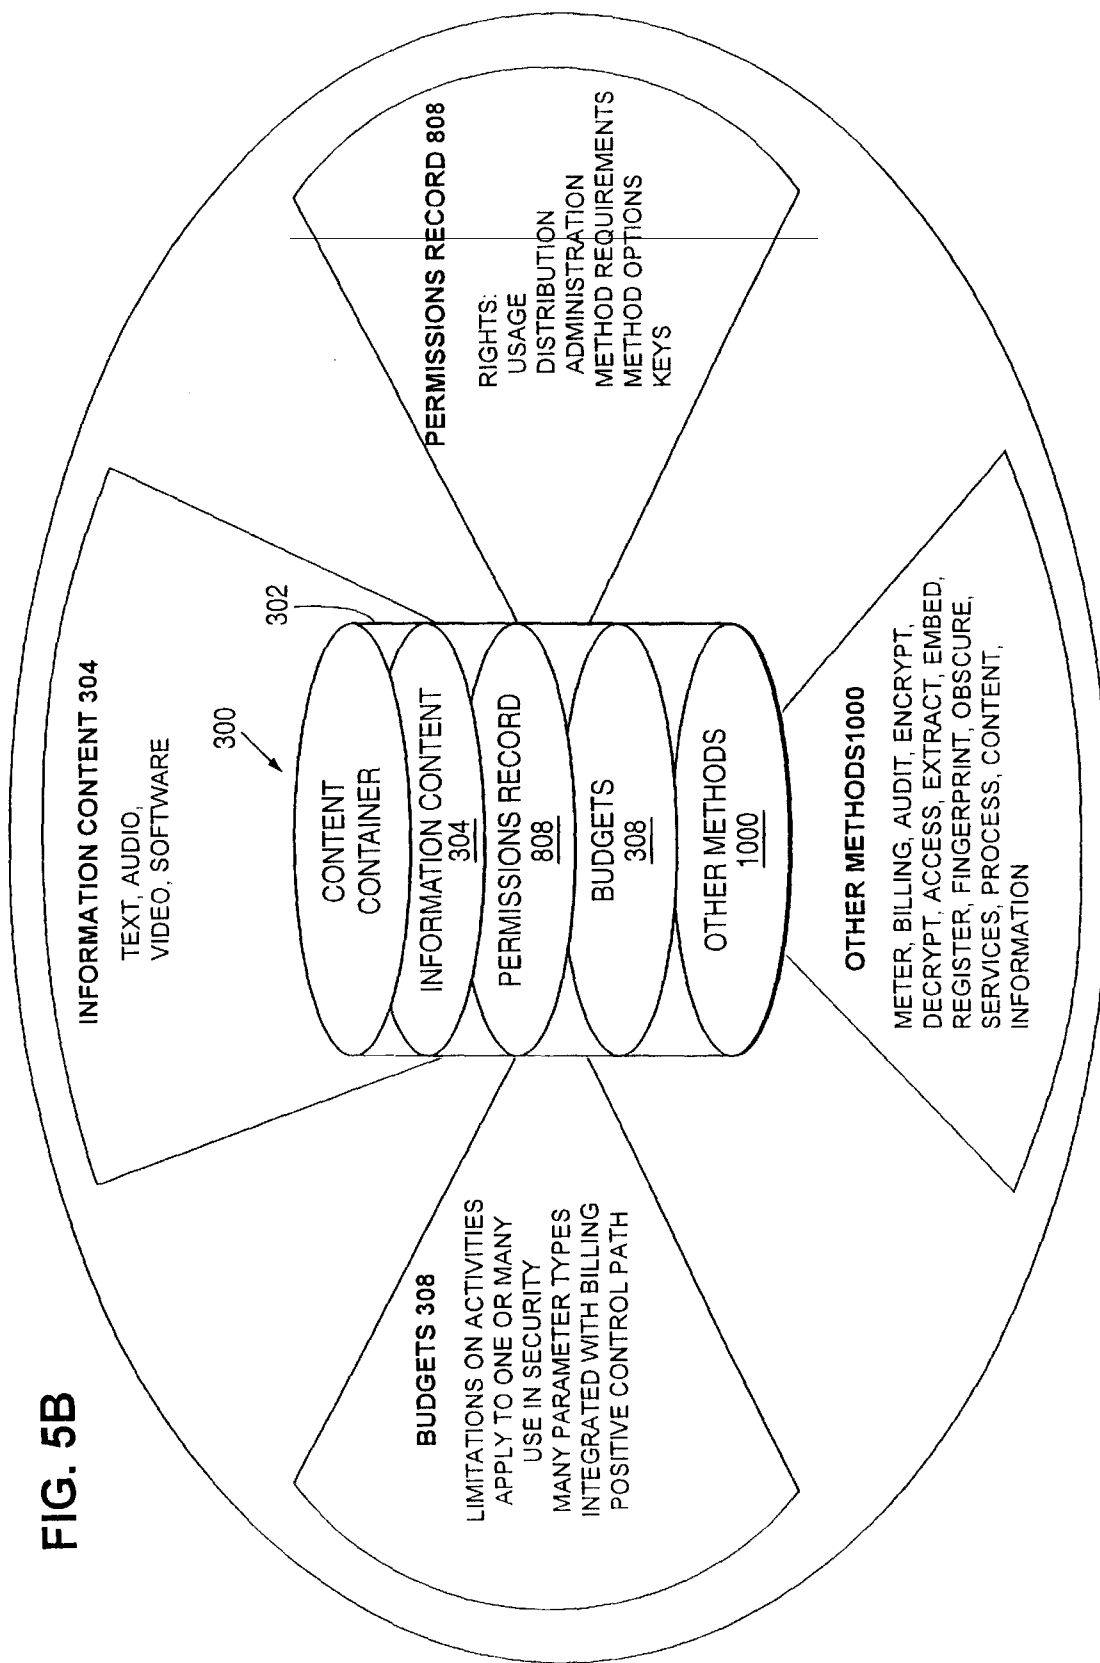 FIG. 5B
INFORMATION CONTENT 304
TEXT, AUDIO,
VIDEO, SOFTWARE
BUDGETS 308
LIMITATIONS ON ACTIVITIES
APPLY TO ONE OR MANY
USE IN SECURITY
MANY PARAMETER TYPES
INTEGRATED WITH BILLING
POSITIVE CONTROL PATH
300
302
CONTENT
CONTAINER
INFORMATION CONTENT
304
PERMISSIONS RECORD
808
BUDGETS
308
OTHER METHODS
1000
PERMISSIONS RECORD 808
RIGHTS:
USAGE
DISTRIBUTION
ADMINISTRATION
METHOD REQUIREMENTS
METHOD OPTIONS
KEYS
OTHER METHODS1000
METER, BILLING, AUDIT, ENCRYPT,
DECRYPT, ACCESS, EXTRACT, EMBED,
REGISTER, FINGERPRINT, OBSCURE,
SERVICES, PROCESS, CONTENT,
INFORMATION